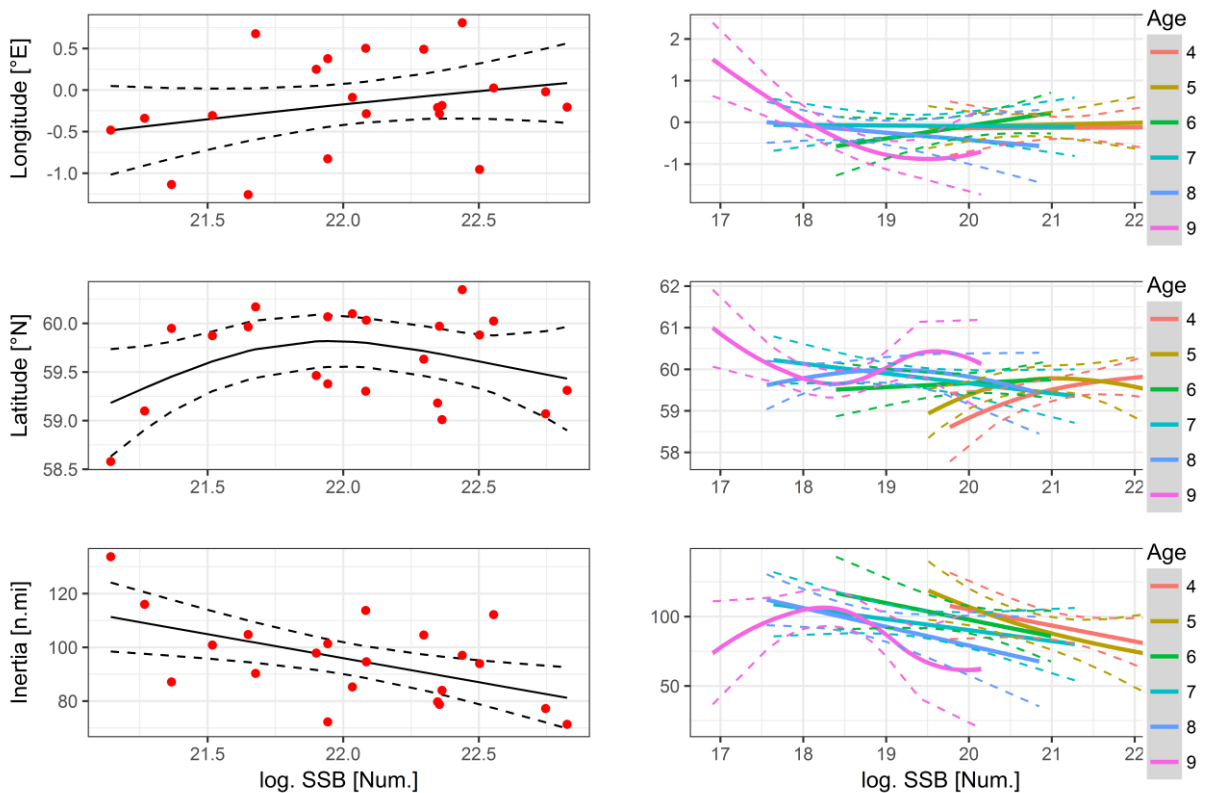 Longitude [°E]
0.5
0.0
-0.5
-1.0
21.5 22.0 22.5
2
1
0
-1
17 18 19 20 21 22
Age
4
5
6
7
8
9
Latitude [°N]
60.0
59.5
59.0
58.5
21.5 22.0 22.5
62
61
60
59
58
17 18 19 20 21 22
Age
4
5
6
7
8
9
Inertia [n.mi]
120
100
80
21.5 22.0 22.5
log. SSB [Num.]
100
50
17 18 19 20 21 22
log. SSB [Num.]
Age
4
5
6
7
8
9